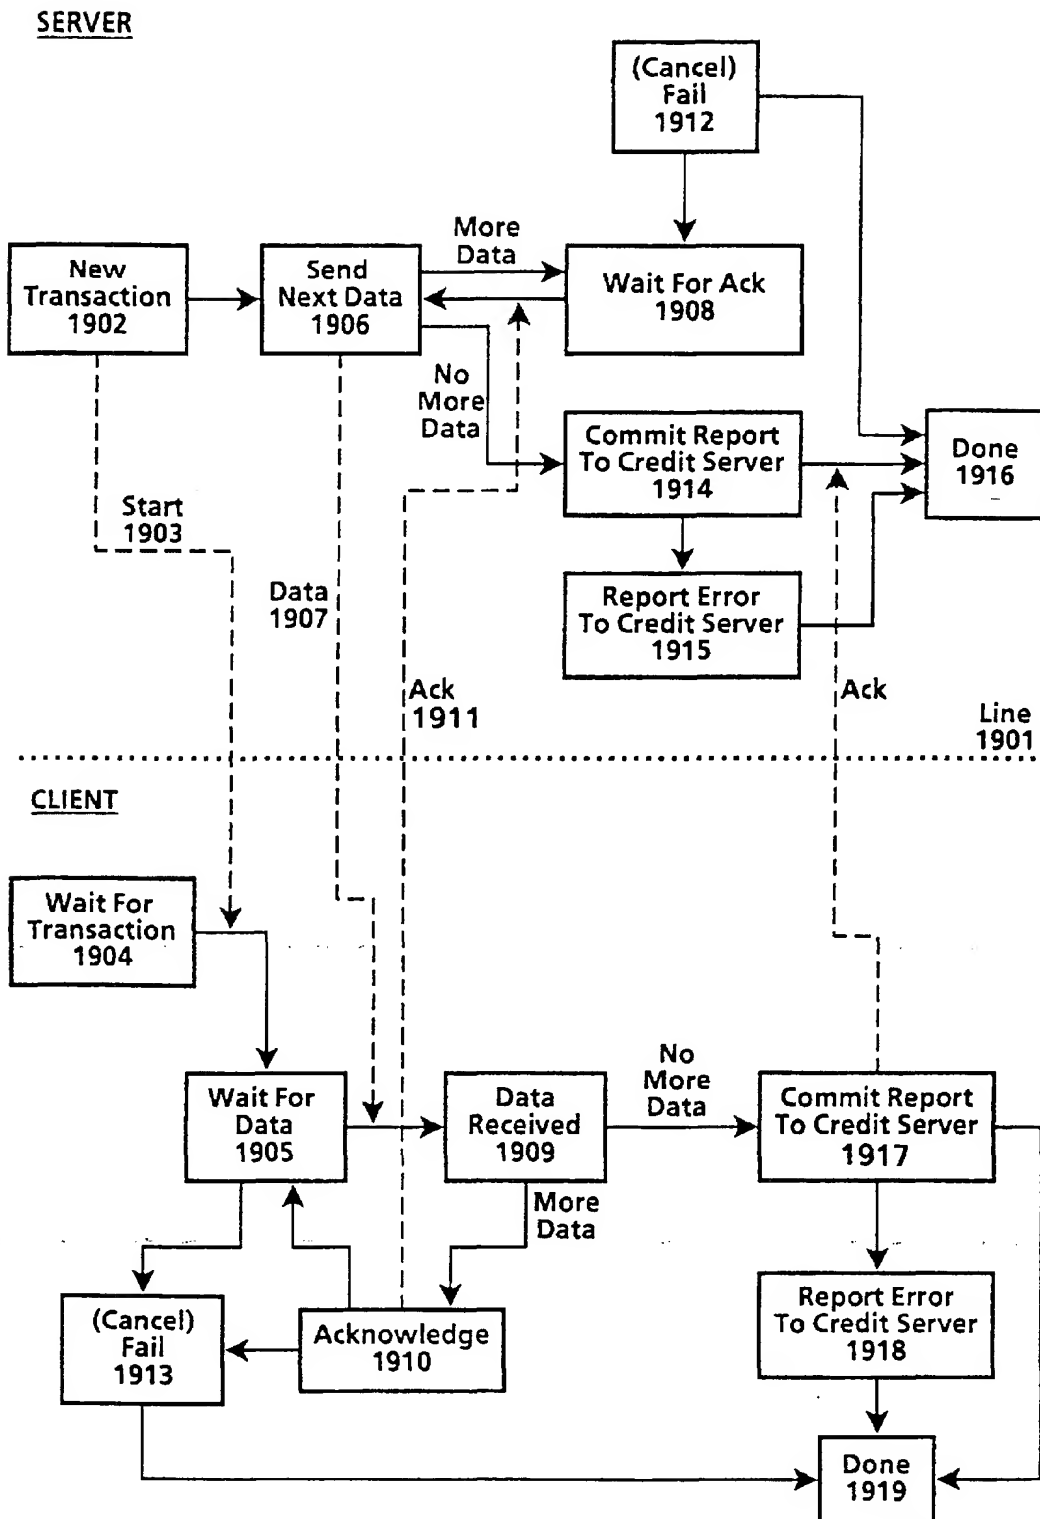 SERVER
(Cancel)
Fail
1912
New
Transaction
1902
Send
Next Data
1906
More
Data
Wait For Ack
1908
No
More
Data
Commit Report
To Credit Server
1914
Done
1916
Start
1903
Data
1907
Report Error
To Credit Server
1915
Ack
1911
Ack
Line
1901
CLIENT
Wait For
Transaction
1904
Wait For
Data
1905
Data
Received
1909
No
More
Data
Commit Report
To Credit Server
1917
More
Data
(Cancel)
Fail
1913
Acknowledge
1910
Report Error
To Credit Server
1918
Done
1919